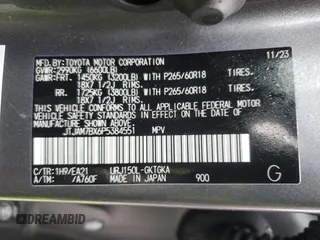 MFD.BY:TOYOTA MOTOR CORPORATION 11/23
GVWR:2990KG (6600LB)
GAWR:FRT. 1450KG (3200LB) WITH P265/60R18 TIRES.
18X7 1/2J RIMS.
RR. 1725KG (3800LB) WITH P265/60R18 TIRES.
18X7 1/2J RIMS.
THIS VEHICLE CONFORMS TO ALL APPLICABLE
FEDERAL MOTOR VEHICLE SAFETY STANDARDS
IN EFFECT ON THE DATE OF
MANUFACTURE SHOWN ABOVE.
JTJAM7BX6P5384551 MPV
C/TR:1H9/EA21 URJ150L-GKTGKA
A/TM: /A760F MADE IN JAPAN 900 G